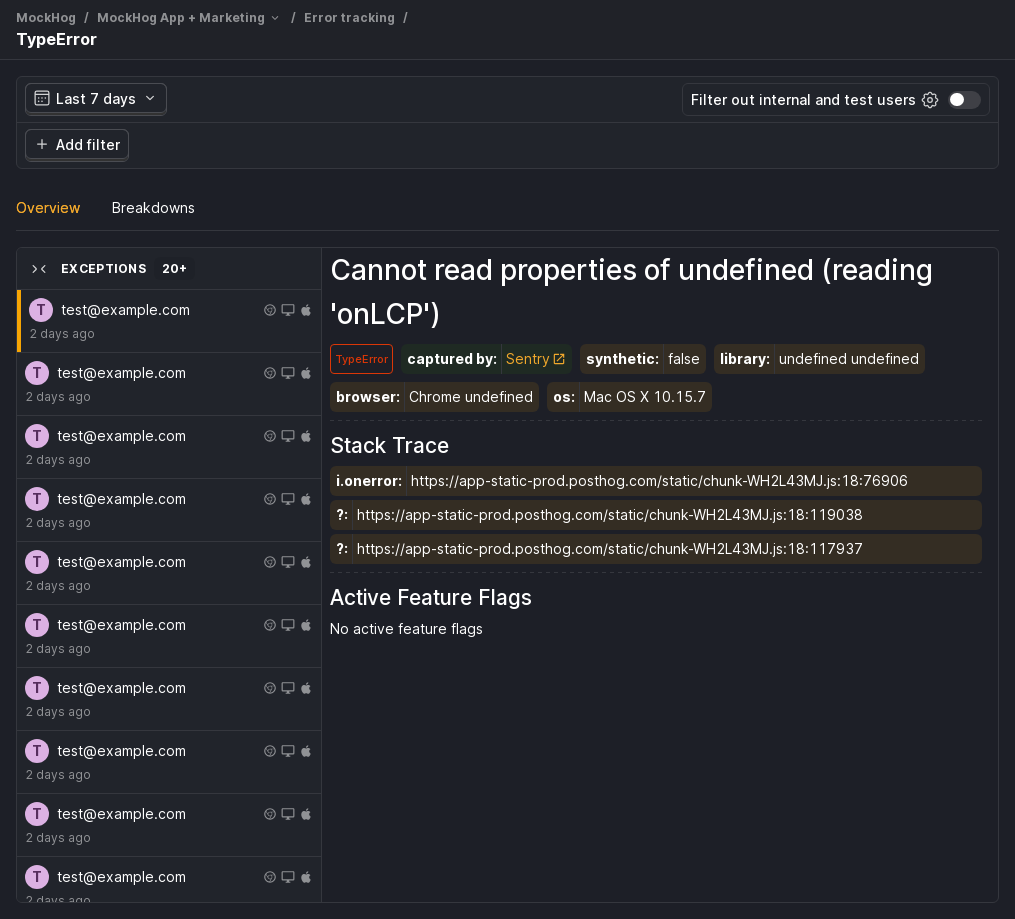 MockHog / MockHog App + Marketing / Error tracking /
TypeError
Last 7 days
Filter out internal and test users
Add filter
Overview
Breakdowns
EXCEPTIONS 20+
T test@example.com
2 days ago
T test@example.com
2 days ago
T test@example.com
2 days ago
T test@example.com
2 days ago
T test@example.com
2 days ago
T test@example.com
2 days ago
T test@example.com
2 days ago
T test@example.com
2 days ago
T test@example.com
2 days ago
T test@example.com
2 days ago
Cannot read properties of undefined (reading
'onLCP')
TypeError captured by: Sentry synthetic: false library: undefined undefined
browser: Chrome undefined os: Mac OS X 10.15.7
Stack Trace
i.onerror: https://app-static-prod.posthog.com/static/chunk-WH2L43MJ.js:18:76906
?: https://app-static-prod.posthog.com/static/chunk-WH2L43MJ.js:18:119038
?: https://app-static-prod.posthog.com/static/chunk-WH2L43MJ.js:18:117937
Active Feature Flags
No active feature flags